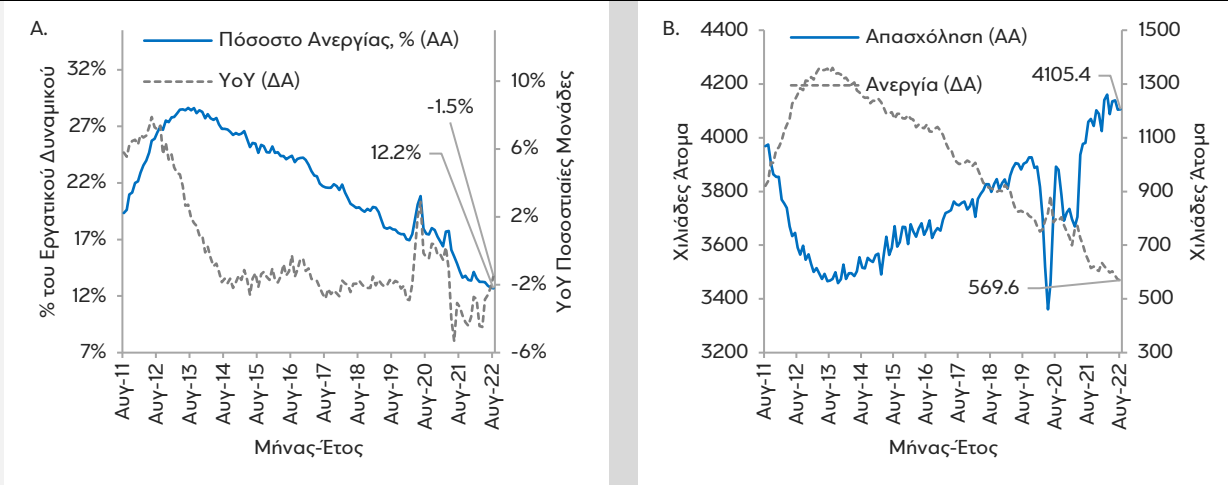 A.
Πόσοστο Ανεργίας, % (ΑΑ)
YoY (ΔΑ)
32%
27%
22%
17%
12%
7%
% του Εργατικού Δυναμικού
10%
6%
2%
-2%
-6%
YoY Ποσοστιαίες Μονάδες
-1.5%
12.2%
Αυγ-11
Αυγ-12
Αυγ-13
Αυγ-14
Αυγ-15
Αυγ-16
Αυγ-17
Αυγ-18
Αυγ-19
Αυγ-20
Αυγ-21
Αυγ-22
Μήνας-Έτος
B.
Απασχόληση (ΑΑ)
Ανεργία (ΔΑ)
4400
4200
4000
3800
3600
3400
3200
Χιλιάδες Άτομα
1500
1300
1100
900
700
500
300
Χιλιάδες Άτομα
4105.4
569.6
Αυγ-11
Αυγ-12
Αυγ-13
Αυγ-14
Αυγ-15
Αυγ-16
Αυγ-17
Αυγ-18
Αυγ-19
Αυγ-20
Αυγ-21
Αυγ-22
Μήνας-Έτος